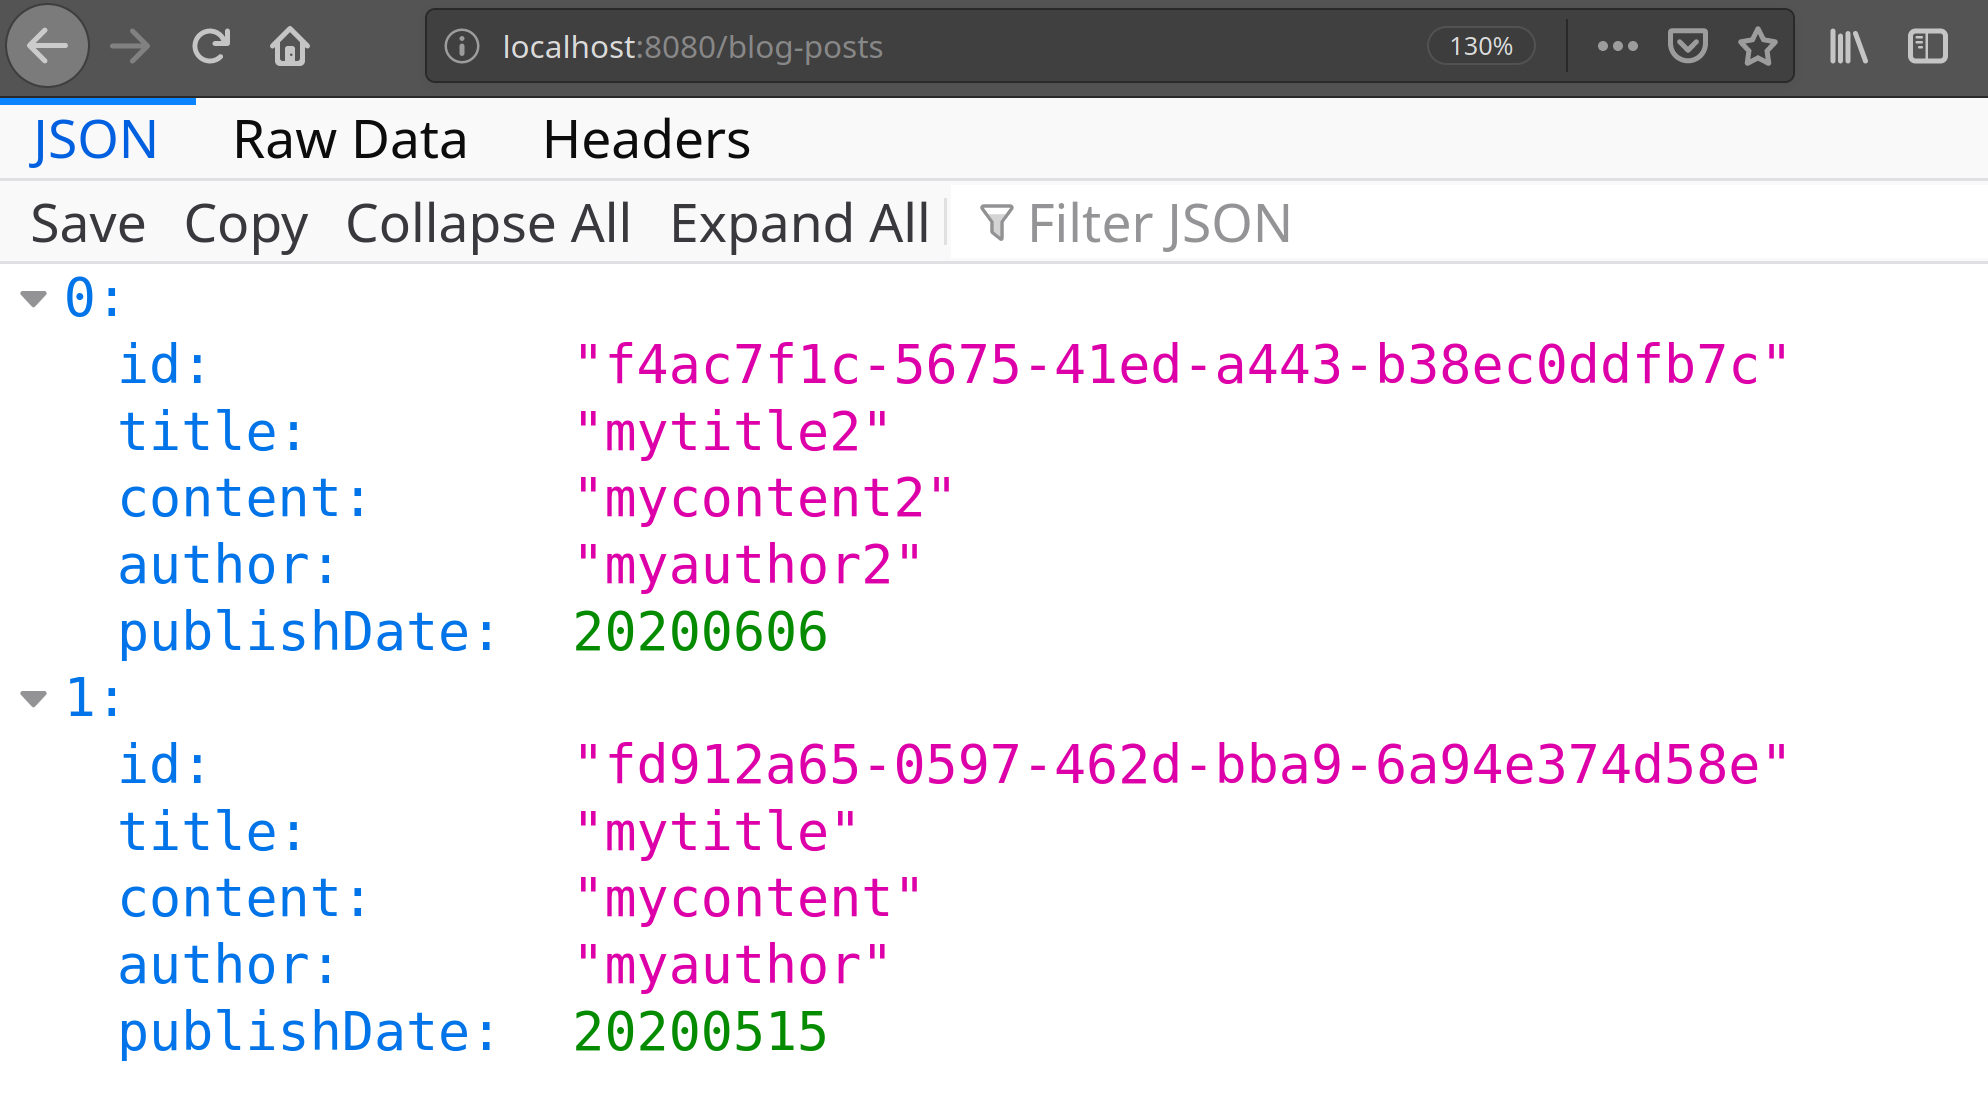 localhost:8080/blog-posts 130%
JSON Raw Data Headers
Save Copy Collapse All Expand All Filter JSON
0:
id: "f4ac7f1c-5675-41ed-a443-b38ec0ddfb7c"
title: "mytitle2"
content: "mycontent2"
author: "myauthor2"
publishDate: 20200606
1:
id: "fd912a65-0597-462d-bba9-6a94e374d58e"
title: "mytitle"
content: "mycontent"
author: "myauthor"
publishDate: 20200515